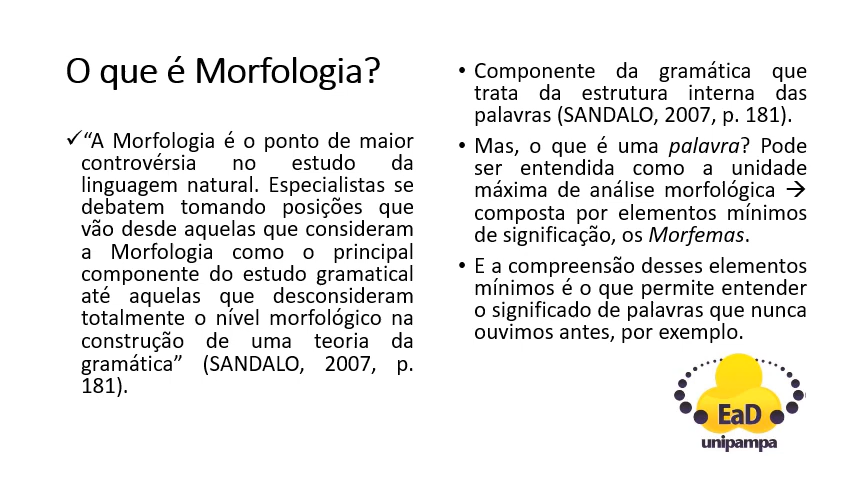 O que é Morfologia?
✓“A Morfologia é o ponto de maior
controvérsia no estudo da
linguagem natural. Especialistas se
debatem tomando posições que
vão desde aquelas que consideram
a Morfologia como o principal
componente do estudo gramatical
até aquelas que desconsideram
totalmente o nível morfológico na
construção de uma teoria da
gramática” (SANDALO, 2007, p.
181).
• Componente da gramática que
trata da estrutura interna das
palavras (SANDALO, 2007, p. 181).
• Mas, o que é uma palavra? Pode
ser entendida como a unidade
máxima de análise morfológica →
composta por elementos mínimos
de significação, os Morfemas.
• E a compreensão desses elementos
mínimos é o que permite entender
o significado de palavras que nunca
ouvimos antes, por exemplo.
EaD
unipampa